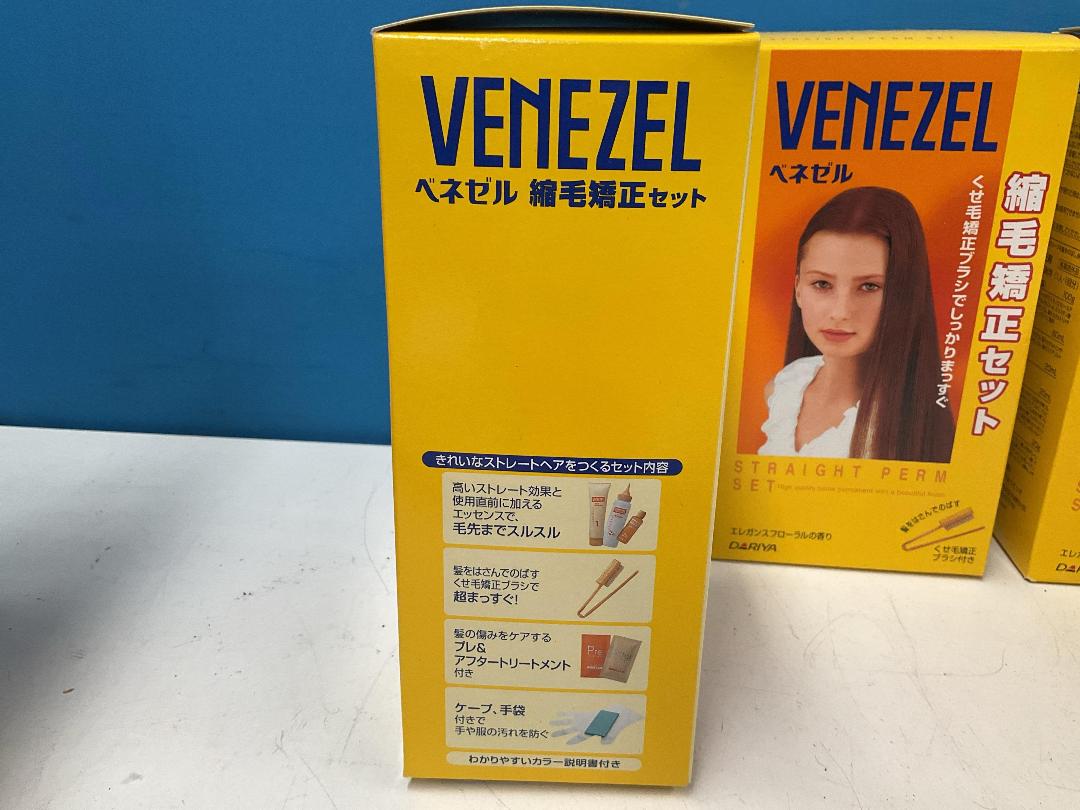 VENEZEL
ベネゼル 縮毛矯正セット
きれいなストレートヘアをつくるセット内容
高いストレート効果と
使用直前に加える
エッセンスで、
毛先までスルスル
髪をはさんでのばす
くせ毛矯正ブラシで
超まっすぐ!
髪の傷みをケアする
プレ&
アフタートリートメント
付き
Pre
ケープ、手袋
付きで
手や服の汚れを防ぐ
わかりやすいカラー説明書付き
VENEZEL
ベネゼル
縮毛矯正セット
くせ毛矯正ブラシでしっかりまっすぐ
STRAIGHT PERM
SET
髪をはさんでのばす
エレガンスフローラルの香り
DARIYA
くせ毛矯正
ブラシ付き